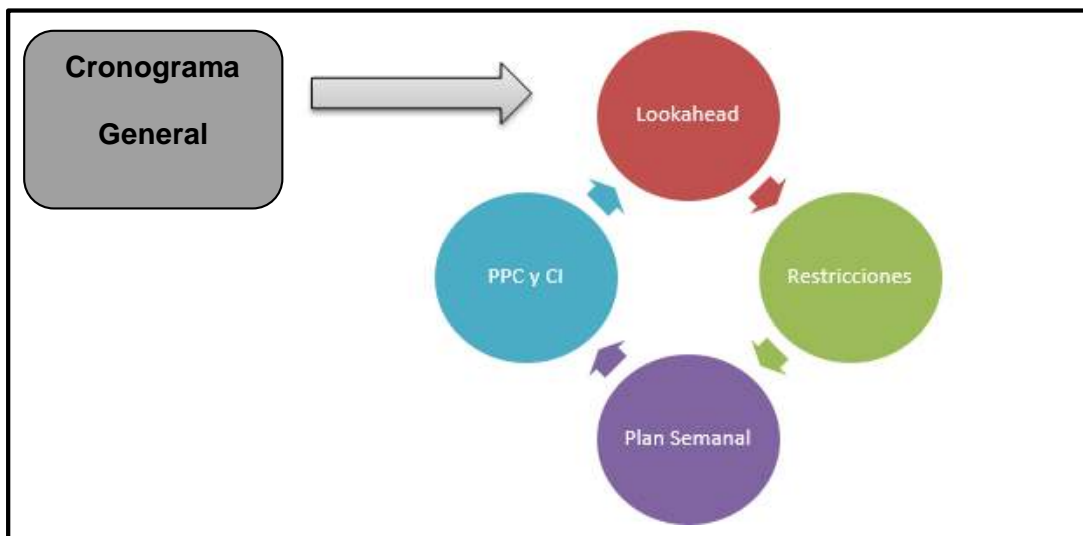 Cronograma
General
Lookahead
PPC y CI
Restricciones
Plan Semanal